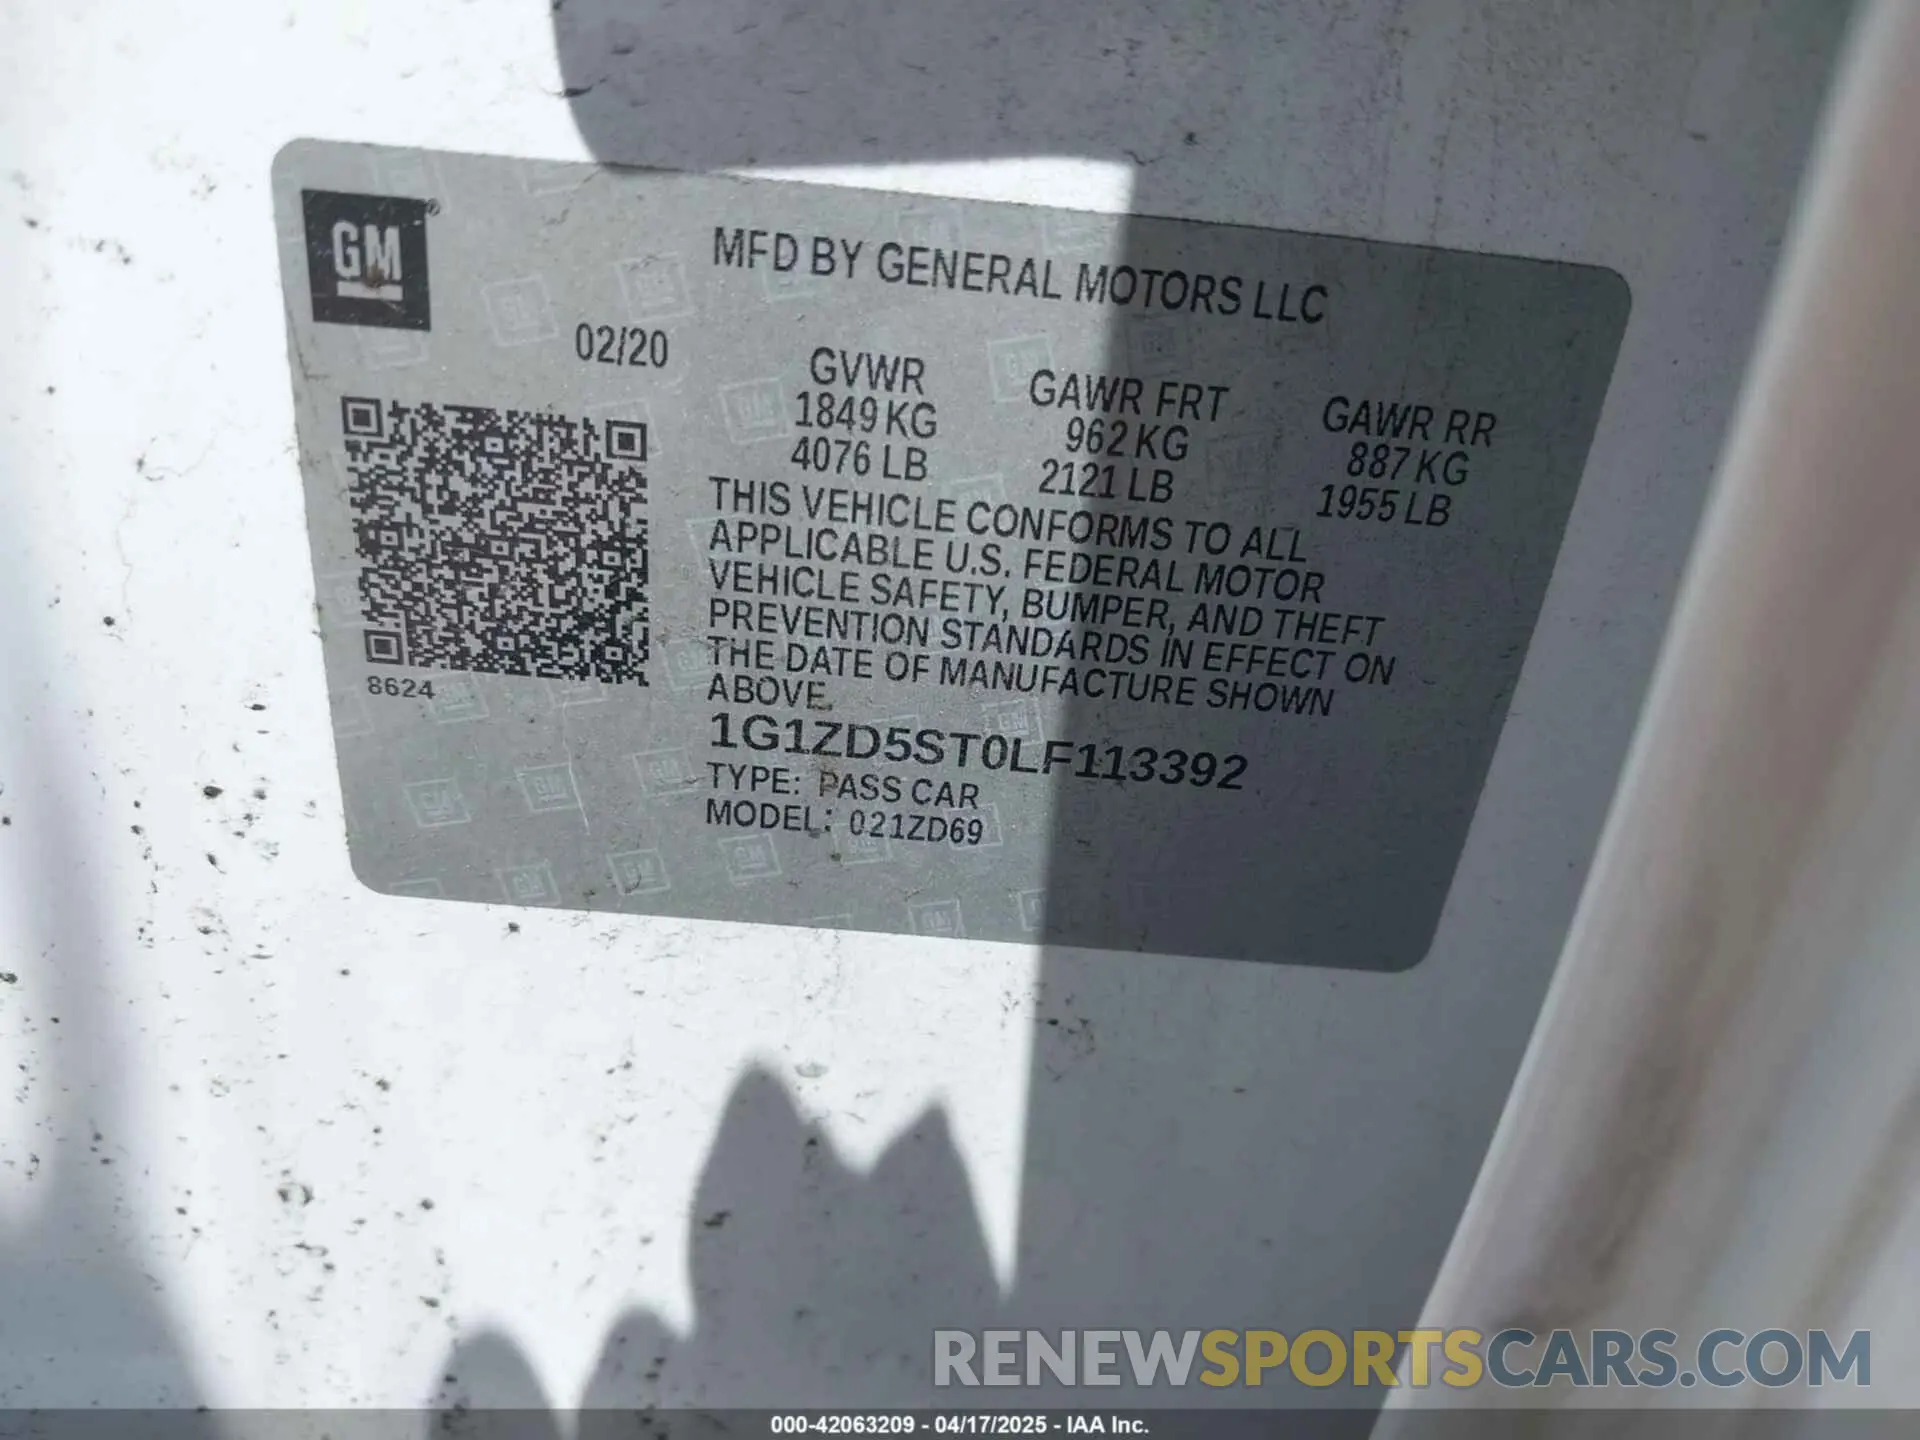 GM®
MFD BY GENERAL MOTORS LLC
02/20
GVWR
1849 KG
4076 LB
GAWR FRT
962 KG
2121 LB
GAWR RR
887 KG
1955 LB
THIS VEHICLE CONFORMS TO ALL
APPLICABLE U.S. FEDERAL MOTOR
VEHICLE SAFETY, BUMPER, AND THEFT
PREVENTION STANDARDS IN EFFECT ON
THE DATE OF MANUFACTURE SHOWN
ABOVE.
8624
1G1ZD5ST0LF113392
TYPE: PASS CAR
MODEL: 021ZD69
RENEWSPORTSCARS.COM
000-42063209 - 04/17/2025 - IAA Inc.